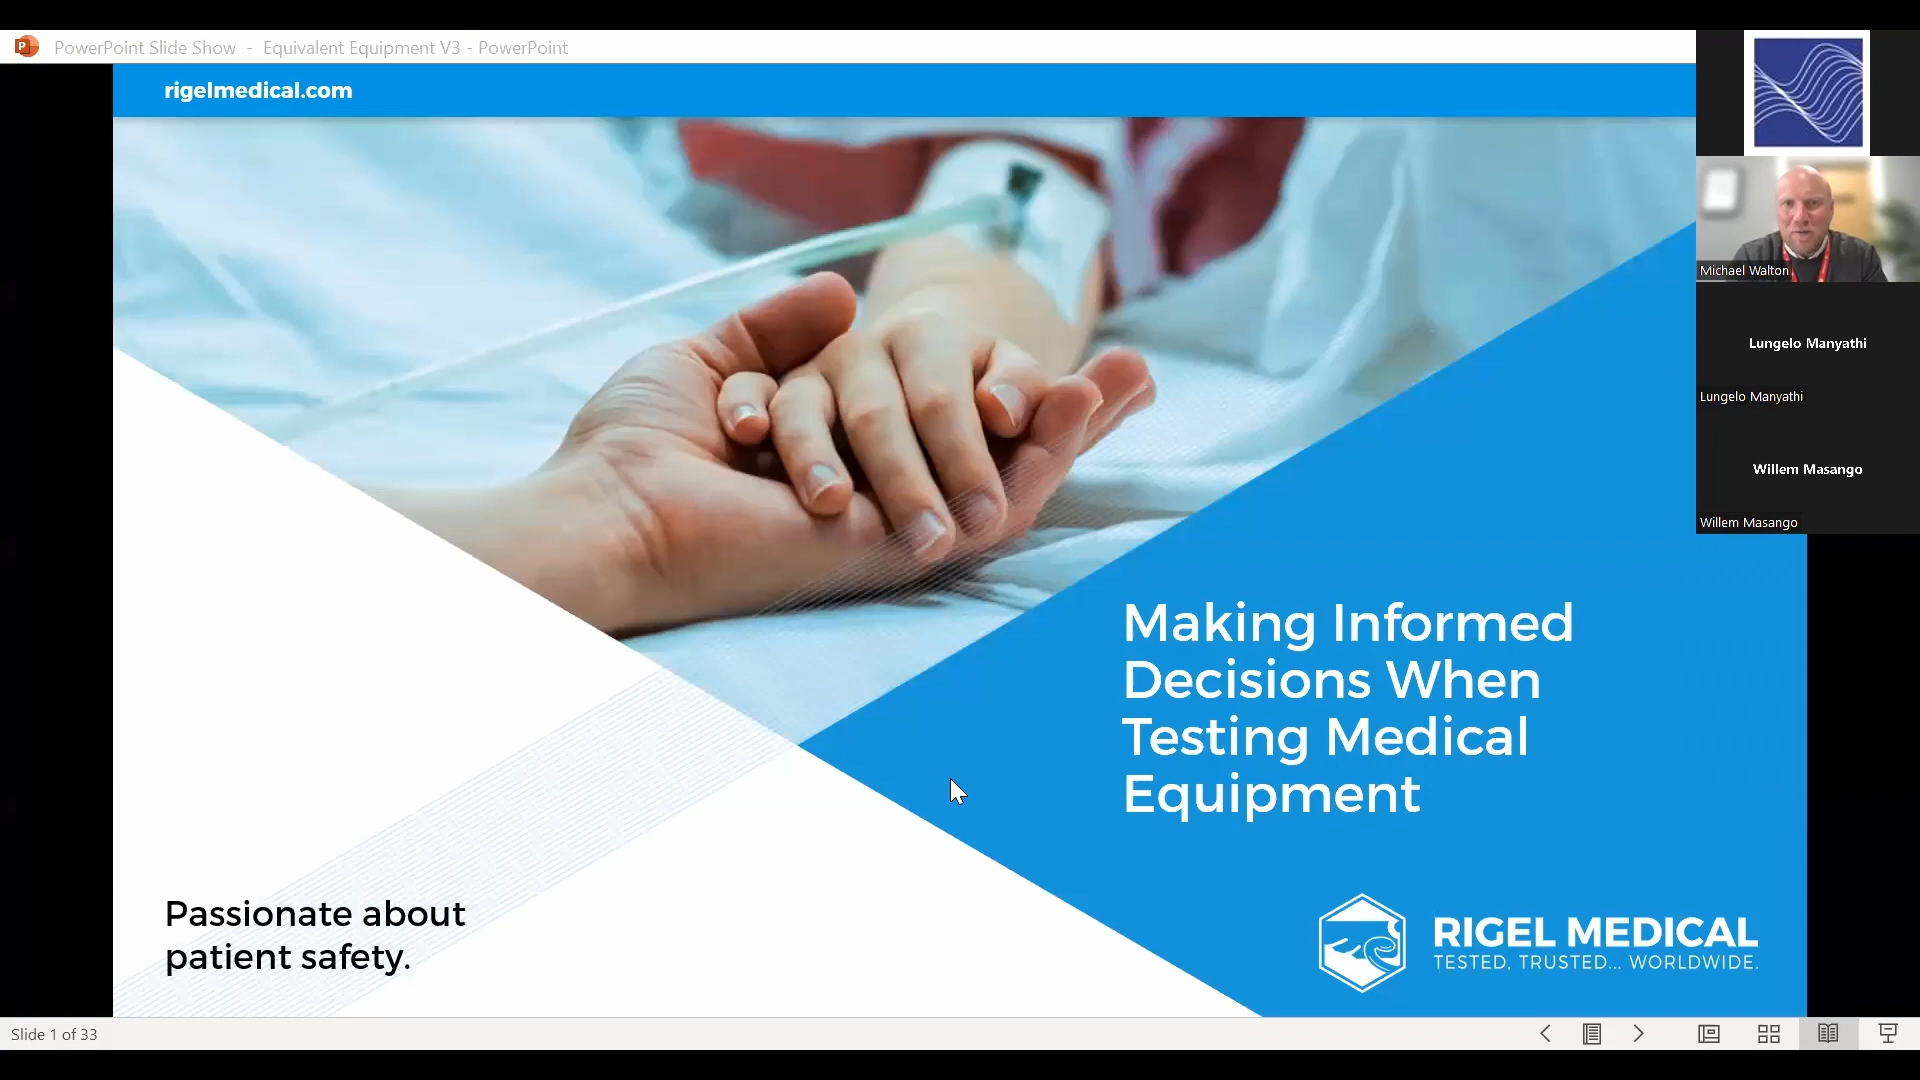 PowerPoint Slide Show - Equivalent Equipment V3 - PowerPoint
rigelmedical.com
Michael Walton
Lungelo Manyathi
Lungelo Manyathi
Willem Masango
Willem Masango
Making Informed
Decisions When
Testing Medical
Equipment
Passionate about
patient safety.
RIGEL MEDICAL
TESTED, TRUSTED... WORLDWIDE.
Slide 1 of 33